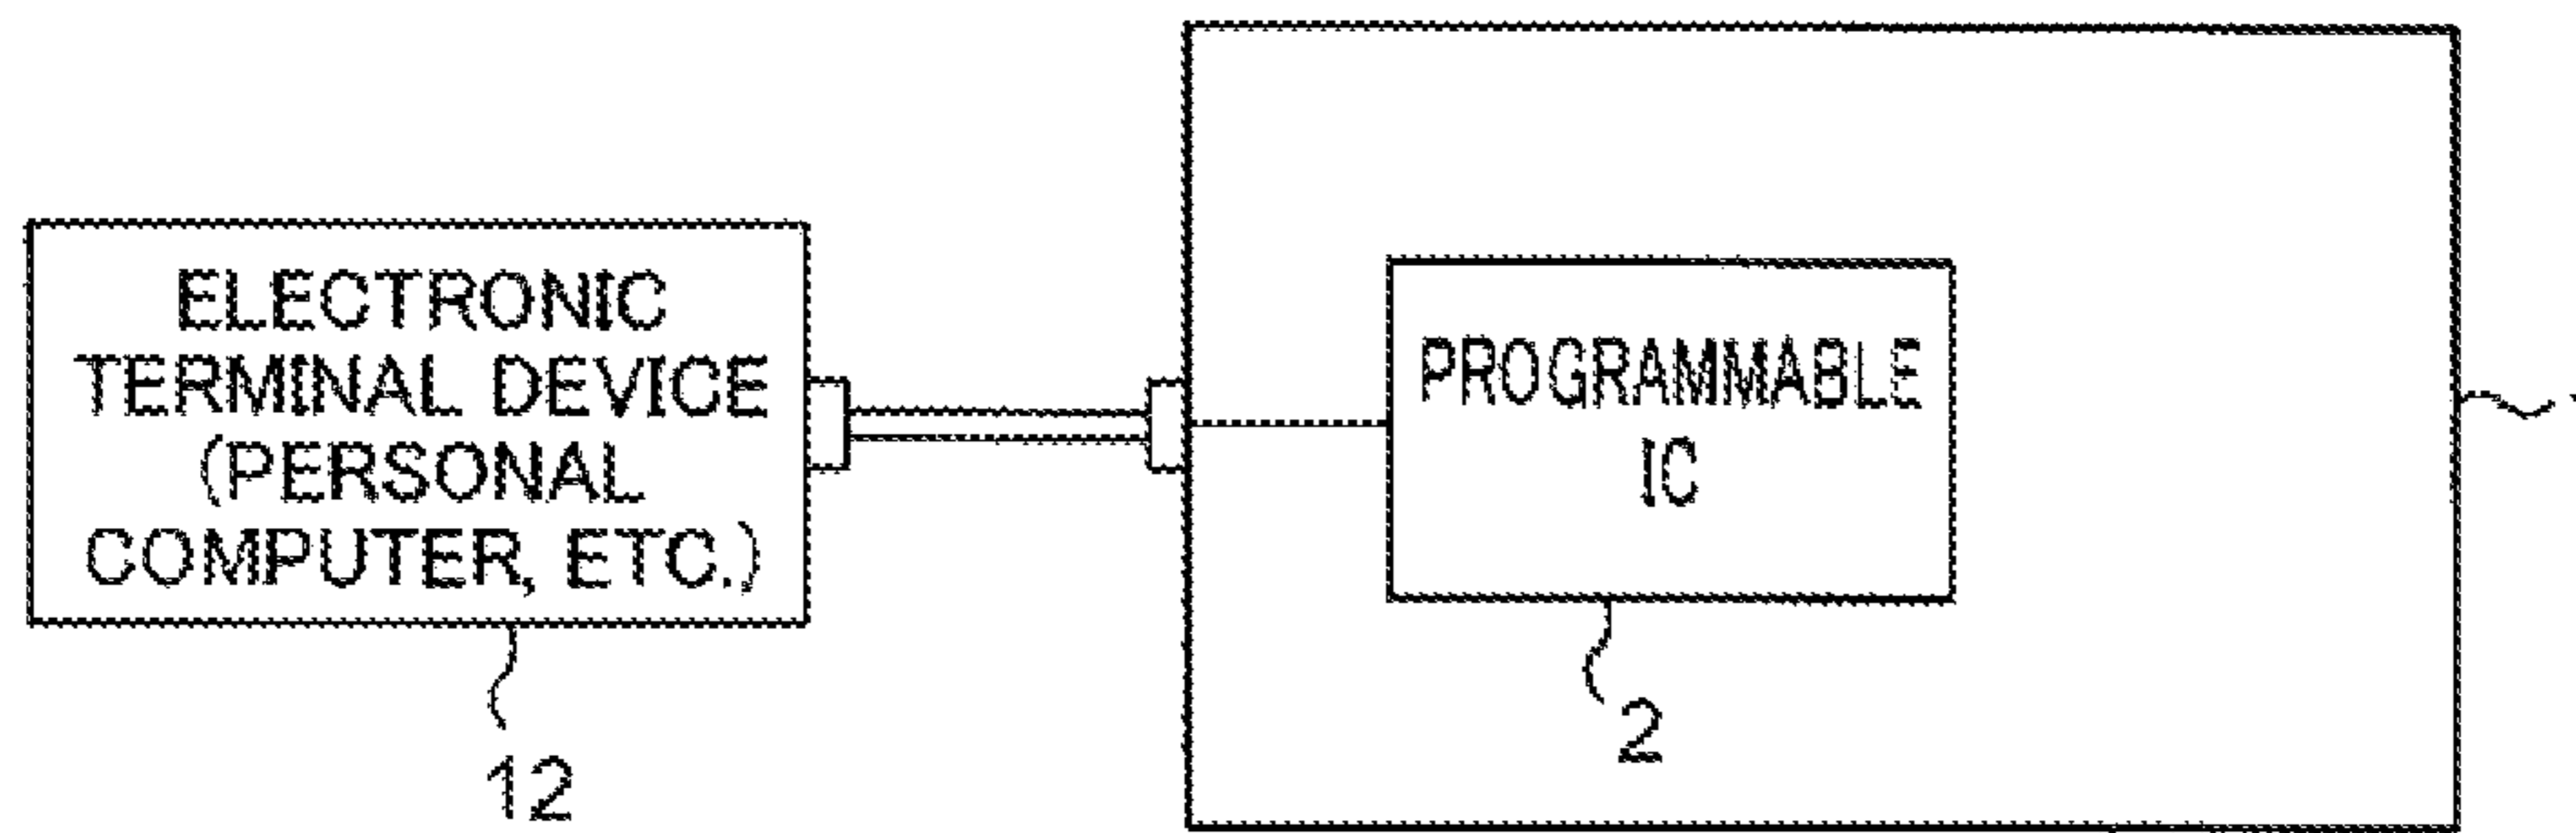 ELECTRONIC
TERMINAL DEVICE
(PERSONAL
COMPUTER, ETC.)
12
PROGRAMMABLE
IC
2